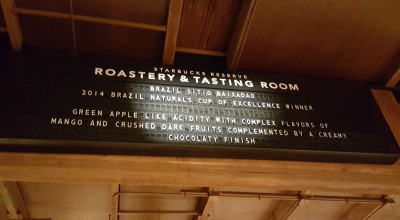 STARBUCKS RESERVE
ROASTERY & TASTING ROOM
BRAZIL SITIO BAIXADAO
2014 BRAZIL NATURALS CUP OF EXCELLENCE WINNER
GREEN APPLE LIKE ACIDITY WITH COMPLEX FLAVORS OF
MANGO AND CRUSHED DARK FRUITS COMPLEMENTED BY A CREAMY
CHOCOLATY FINISH